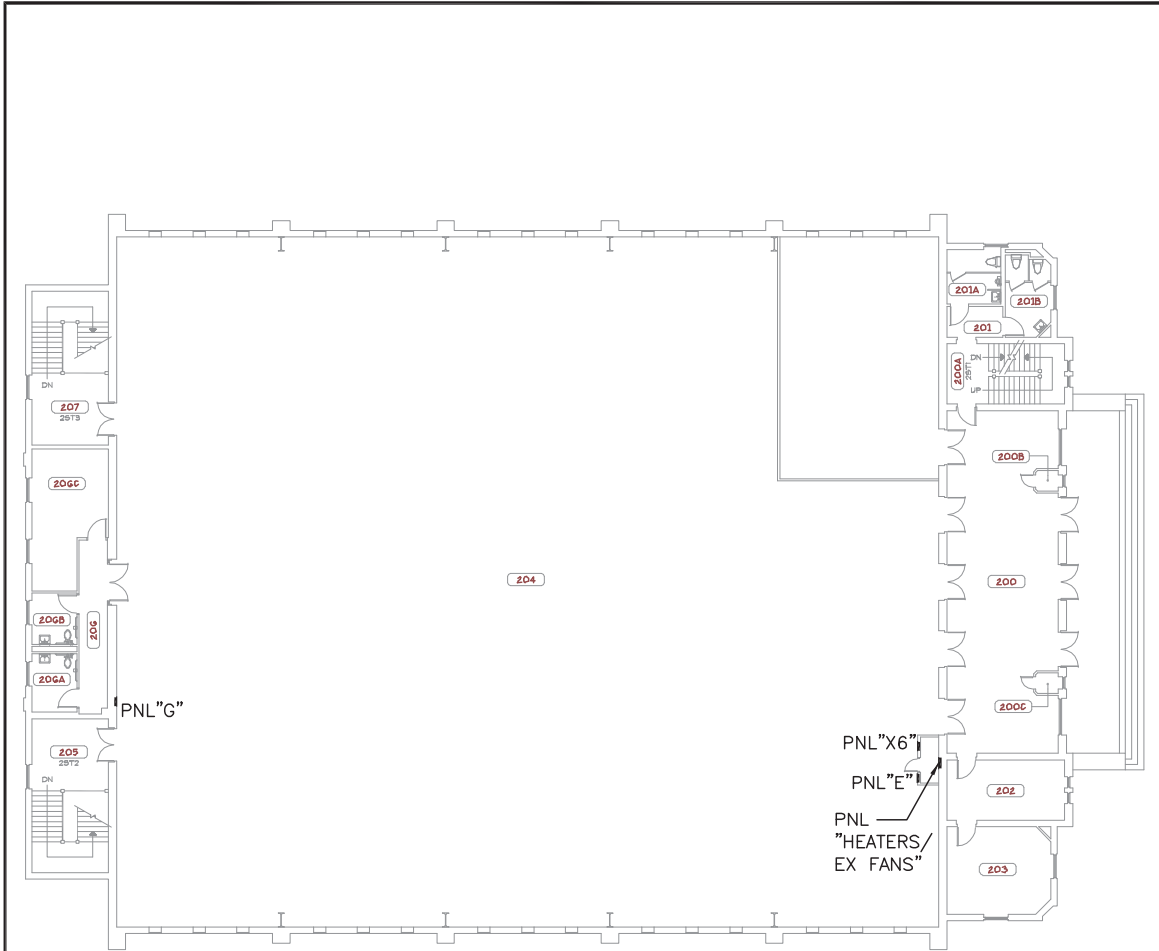 201A
201B
201
200A
2ST1
DN
UP
DN
207
2ST3
206C
200B
204
200
206B
206
206A
200C
PNL"G"
205
2ST2
DN
PNL"X6"
PNL"E"
202
PNL
"HEATERS/
EX FANS"
203